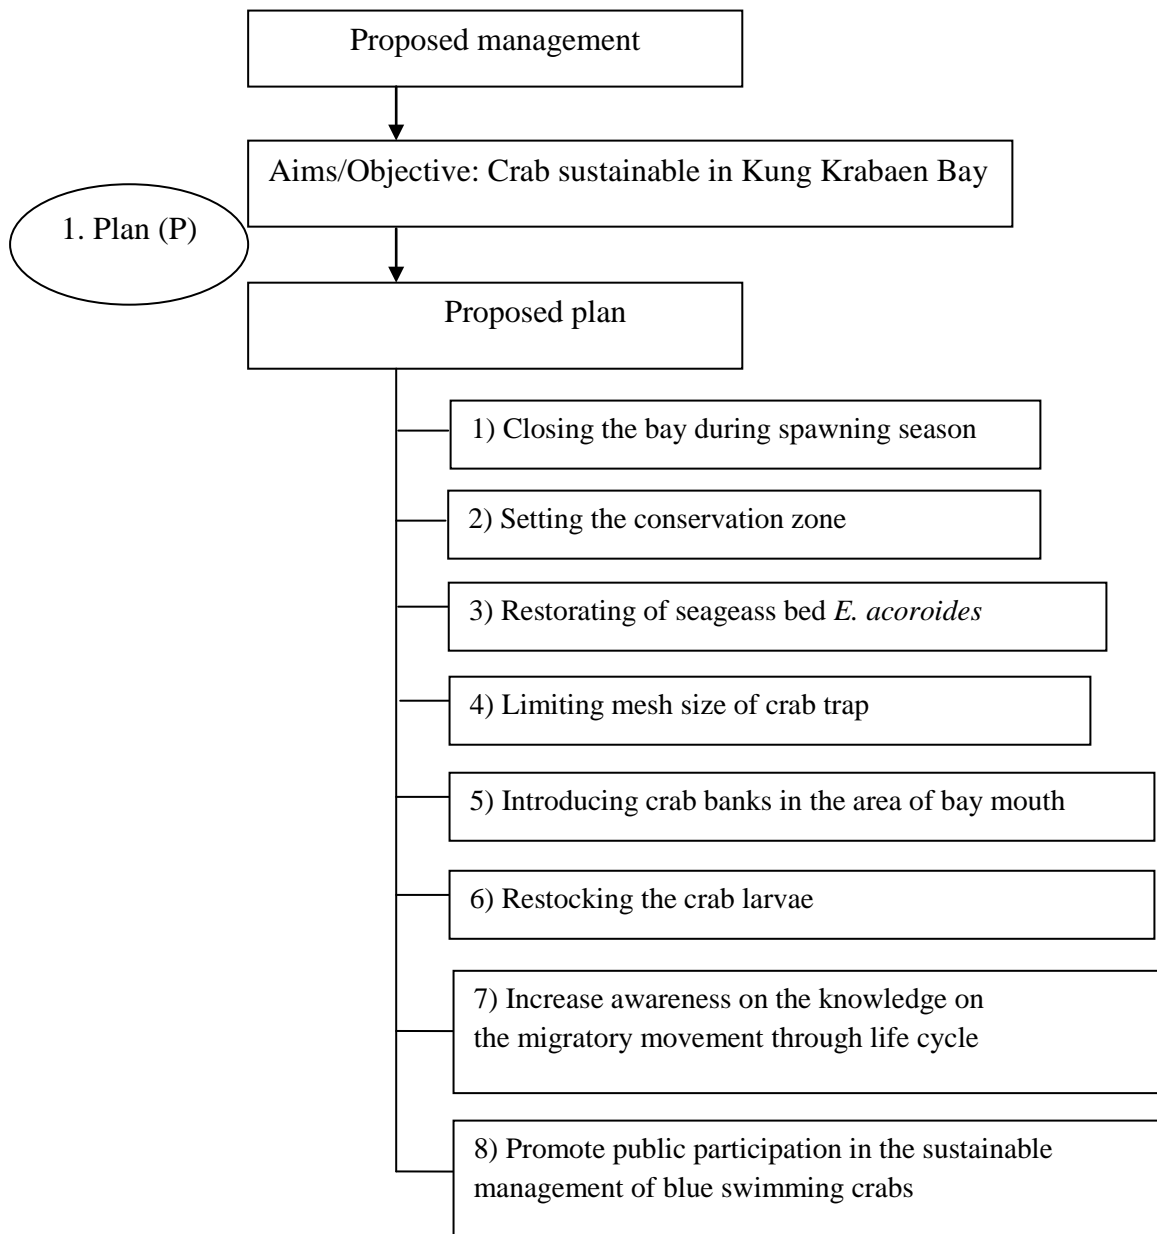 Proposed management
Aims/Objective: Crab sustainable in Kung Krabaen Bay
1. Plan (P)
Proposed plan
1) Closing the bay during spawning season
2) Setting the conservation zone
3) Restorating of seageass bed E. acoroides
4) Limiting mesh size of crab trap
5) Introducing crab banks in the area of bay mouth
6) Restocking the crab larvae
7) Increase awareness on the knowledge on
the migratory movement through life cycle
8) Promote public participation in the sustainable
management of blue swimming crabs